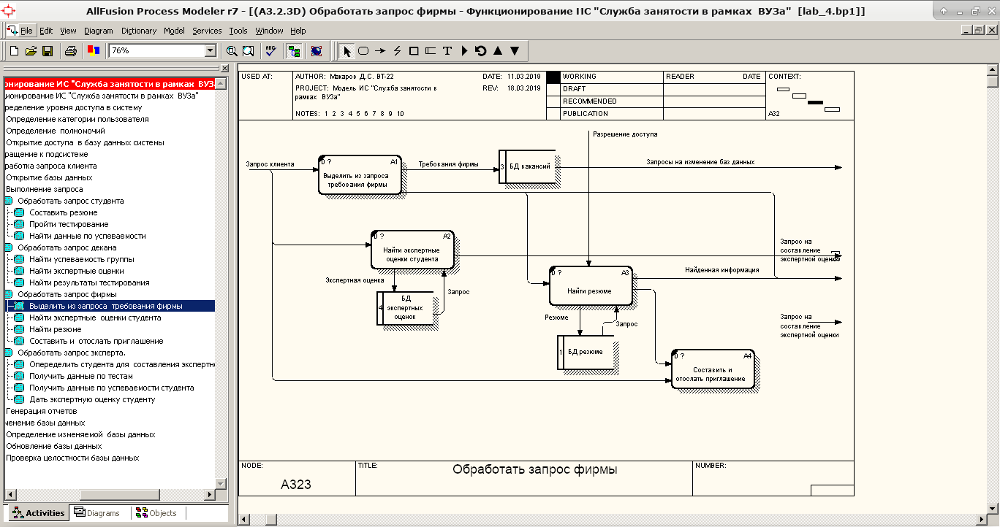 AllFusion Process Modeler r7 - [(A3.2.3D) Обработать запрос фирмы - Функционирование ИС "Служба занятости в рамках ВУЗа" [lab_4.bp1]]
File Edit View Diagram Dictionary Model Services Tools Window Help
76%
ABC
T
онирование ИС "Служба занятости в рамках ВУЗ
ионирование ИС "Служба занятости в рамках ВУЗа"
ределение уровня доступа в систему
Определение категории пользователя
Определение полномочий
Открытие доступа в базу данных системы
ращение к подсистеме
работка запроса клиента
Открытие базы данных
Выполнение запроса
Обработать запрос студента
Составить резюме
Пройти тестирование
Найти данные по успеваемости
Обработать запрос декана
Найти успеваемость группы
Найти экспертные оценки
Найти результаты тестирования
Обработать запрос фирмы
Выделить из запроса требования фирмы
Найти экспертные оценки студента
Найти резюме
Составить и отослать приглашение
Обработать запрос эксперта.
Опеределить студента для составления экспертн
Получить данные по тестам
Получить данные по успеваемости студента
Дать экспертную оценку студенту
Генерация отчетов
менение базы данных
Определение изменяемой базы данных
Обновление базы данных
Проверка целостности базы данных
Activities Diagrams Objects
USED AT:
AUTHOR: Макаров Д.С. ВТ-22
DATE: 11.03.2019
PROJECT: Модель ИС "Служба занятости в
рамках ВУЗа"
REV: 18.03.2019
NOTES: 1 2 3 4 5 6 7 8 9 10
WORKING
DRAFT
RECOMMENDED
PUBLICATION
READER DATE
CONTEXT:
A32
Разрешение доступа
Запрос клиента
D ? A1
Выделить из запроса
требования фирмы
Требования фирмы
3 БД вакансий
Запросы на изменение баз данных
D ? A2
Найти экспертные
оценки студента
Запрос на
составление
экспертной оценки
Экспертная оценка
Запрос
4
БД
экспертных
оценок
D ? A3
Найти резюме
Найденная информация
Резюме
Запрос
1 БД резюме
Запрос на
составление
экспертной оценки
D ? A4
Составить и
отослать приглашение
NODE:
A323
TITLE:
Обработать запрос фирмы
NUMBER: